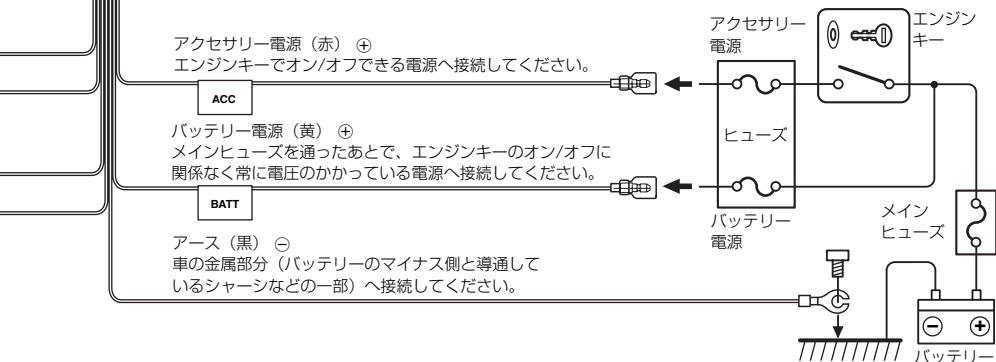 アクセサリー電源（赤） ⊕
エンジンキーでオン/オフできる電源へ接続してください。
ACC
バッテリー電源（黄） ⊕
メインヒューズを通ったあとで、エンジンキーのオン/オフに
関係なく常に電圧のかかっている電源へ接続してください。
BATT
アース（黒） ⊖
車の金属部分（バッテリーのマイナス側と導通して
いるシャーシなどの一部）へ接続してください。
アクセサリー
電源
エンジン
キー
ヒューズ
バッテリー
電源
メイン
ヒューズ
⊖ ⊕
バッテリー